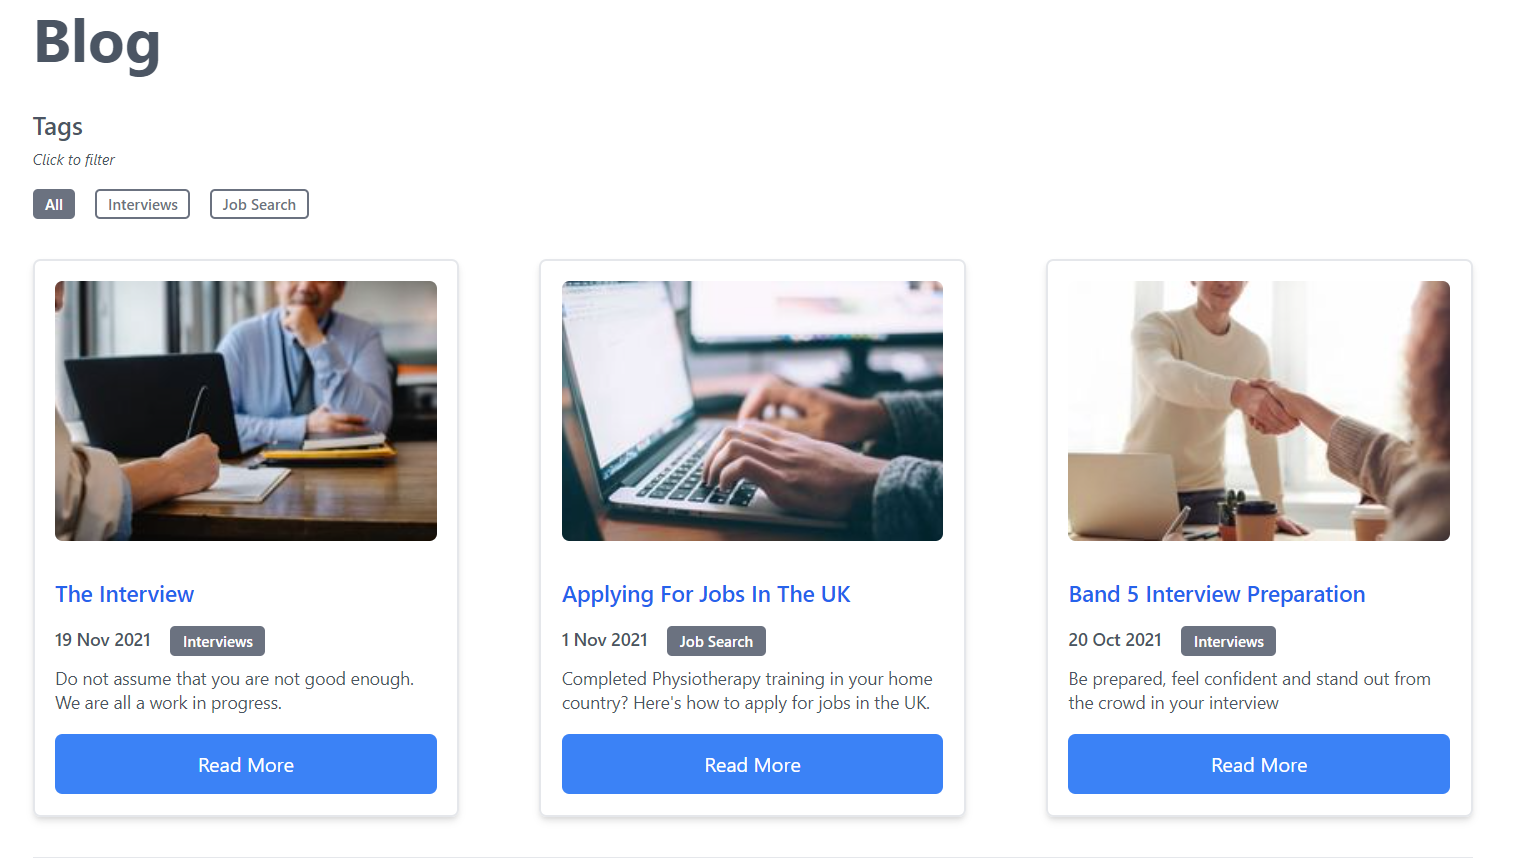 Blog
Tags
Click to filter
All
Interviews
Job Search
The Interview
19 Nov 2021
Interviews
Do not assume that you are not good enough.
We are all a work in progress.
Read More
Applying For Jobs In The UK
1 Nov 2021
Job Search
Completed Physiotherapy training in your home
country? Here's how to apply for jobs in the UK.
Read More
Band 5 Interview Preparation
20 Oct 2021
Interviews
Be prepared, feel confident and stand out from
the crowd in your interview
Read More